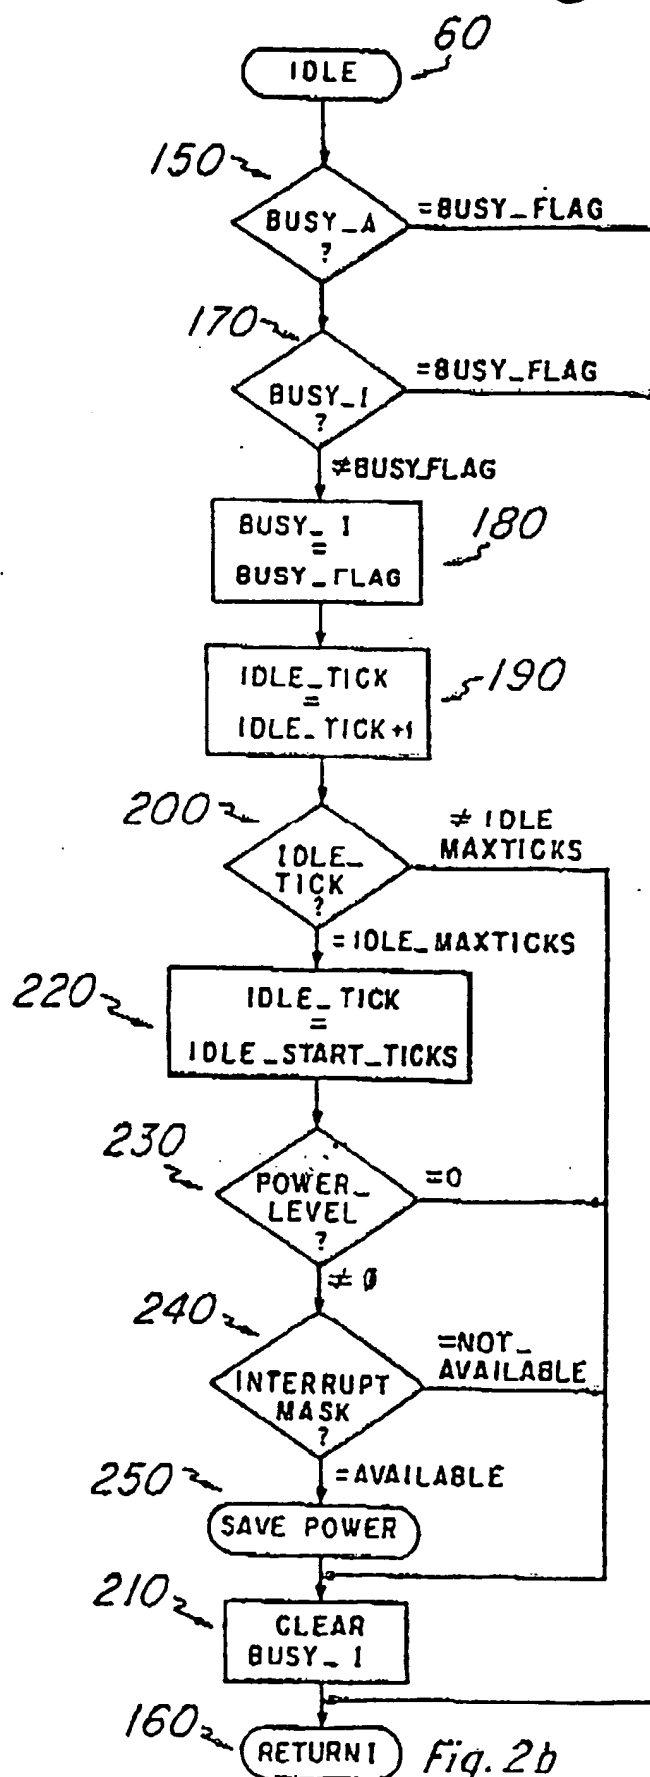 60
IDLE
150
=BUSY_FLAG
BUSY_A
?
170
=BUSY_FLAG
BUSY_I
?
≠BUSY_FLAG
BUSY_ I
=
BUSY_FLAG
180
IDLE_TICK
=
IDLE_TICK+1
190
200
≠ IDLE
MAXTICKS
IDLE_
TICK
?
=IDLE_MAXTICKS
220
IDLE_TICK
=
IDLE_START_TICKS
230
POWER_
LEVEL
?
=0
≠ 0
240
=NOT_
AVAILABLE
INTERRUPT
MASK
?
=AVAILABLE
250
SAVE POWER
210
CLEAR
BUSY_ I
160
RETURN I
Fig. 2b